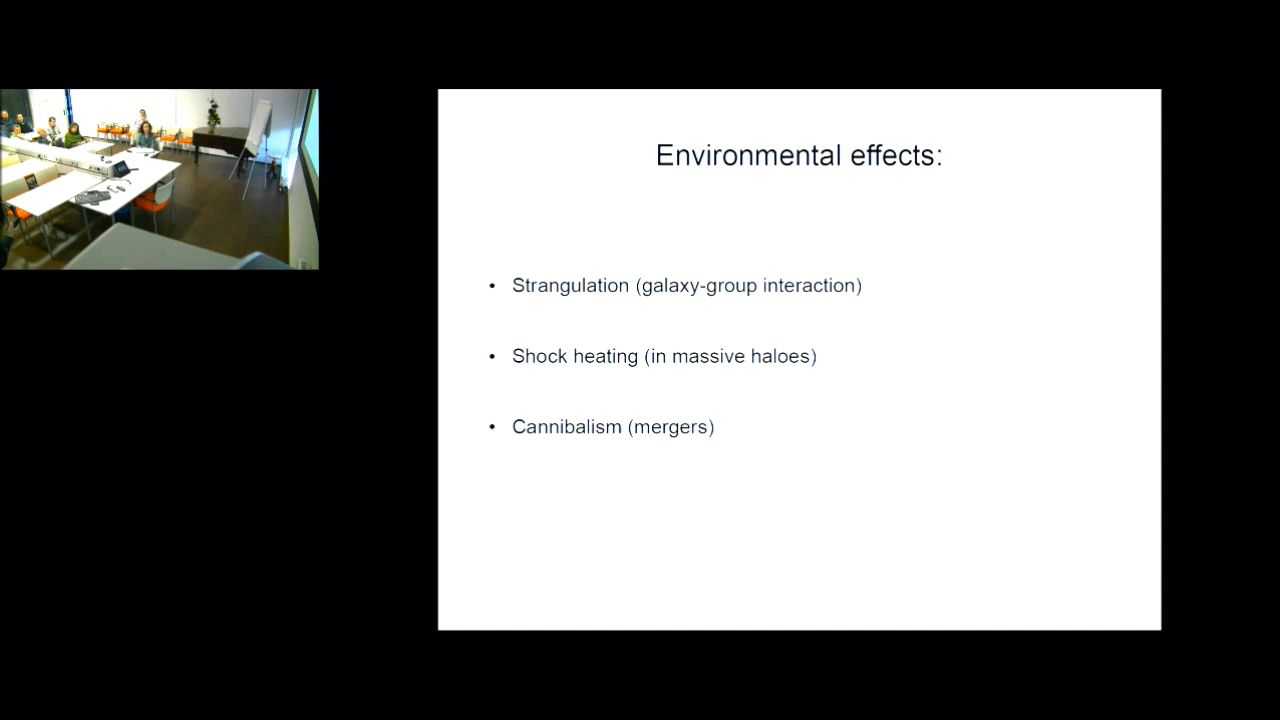 Environmental effects:
• Strangulation (galaxy-group interaction)
• Shock heating (in massive haloes)
• Cannibalism (mergers)